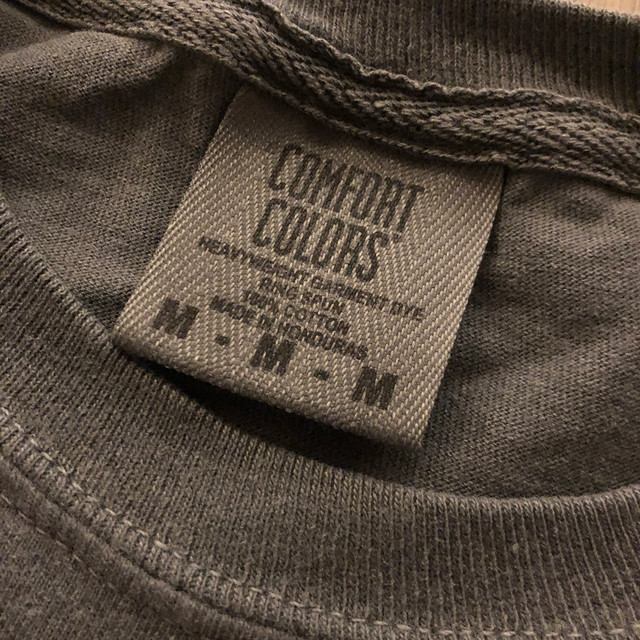 COMFORT
COLORS
HEAVYWEIGHT GARMENT DYE
RING SPUN
100% COTTON
MADE IN HONDURAS
M - M - M